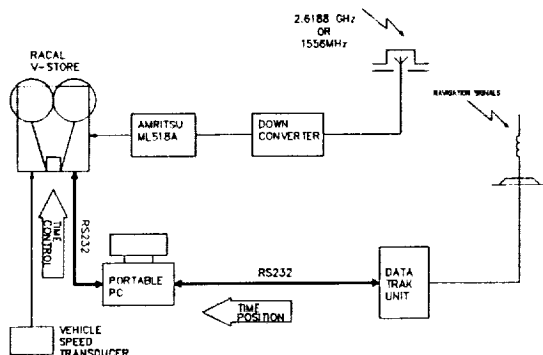 2.6188 GHz
OR
1556MHz
RACAL
V-STORE
NAVIGATION SIGNALS
AMRITSU
ML518A
DOWN
CONVERTER
RS232
TIME
CONTROL
PORTABLE
PC
RS232
DATA
TRAK
UNIT
TIME
POSITION
VEHICLE
SPEED
TRANSDUCER